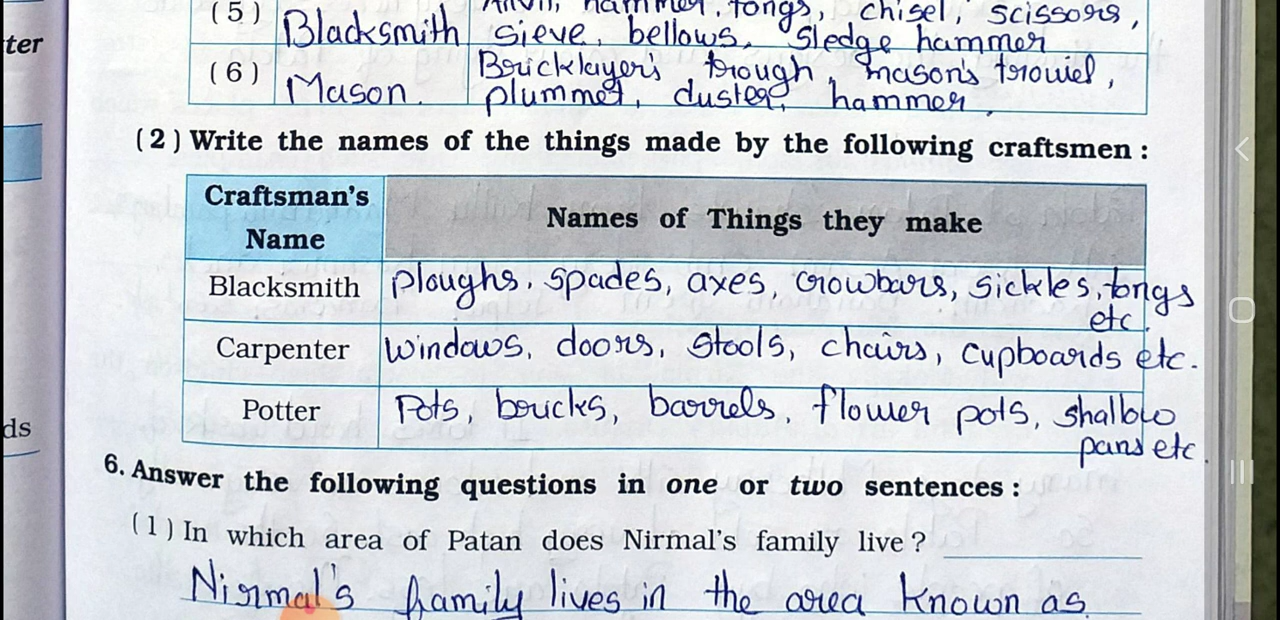 (5) Blacksmith Anvil, hammer, tongs, chisel, scissors,
sieve, bellows, sledge hammer
(6) Mason. Bricklayer's trough, mason's trowel,
plummet, duster, hammer
ter
(2) Write the names of the things made by the following craftsmen :
Craftsman's Name Names of Things they make
Blacksmith ploughs, spades, axes, crowbars, sickles, tongs
etc.
Carpenter windows, doors, stools, chairs, cupboards etc.
Potter Pots, bricks, barrels, flower pots, shallow
pans etc.
ds
6. Answer the following questions in one or two sentences :
(1) In which area of Patan does Nirmal's family live?
Nirmal's family lives in the area known as